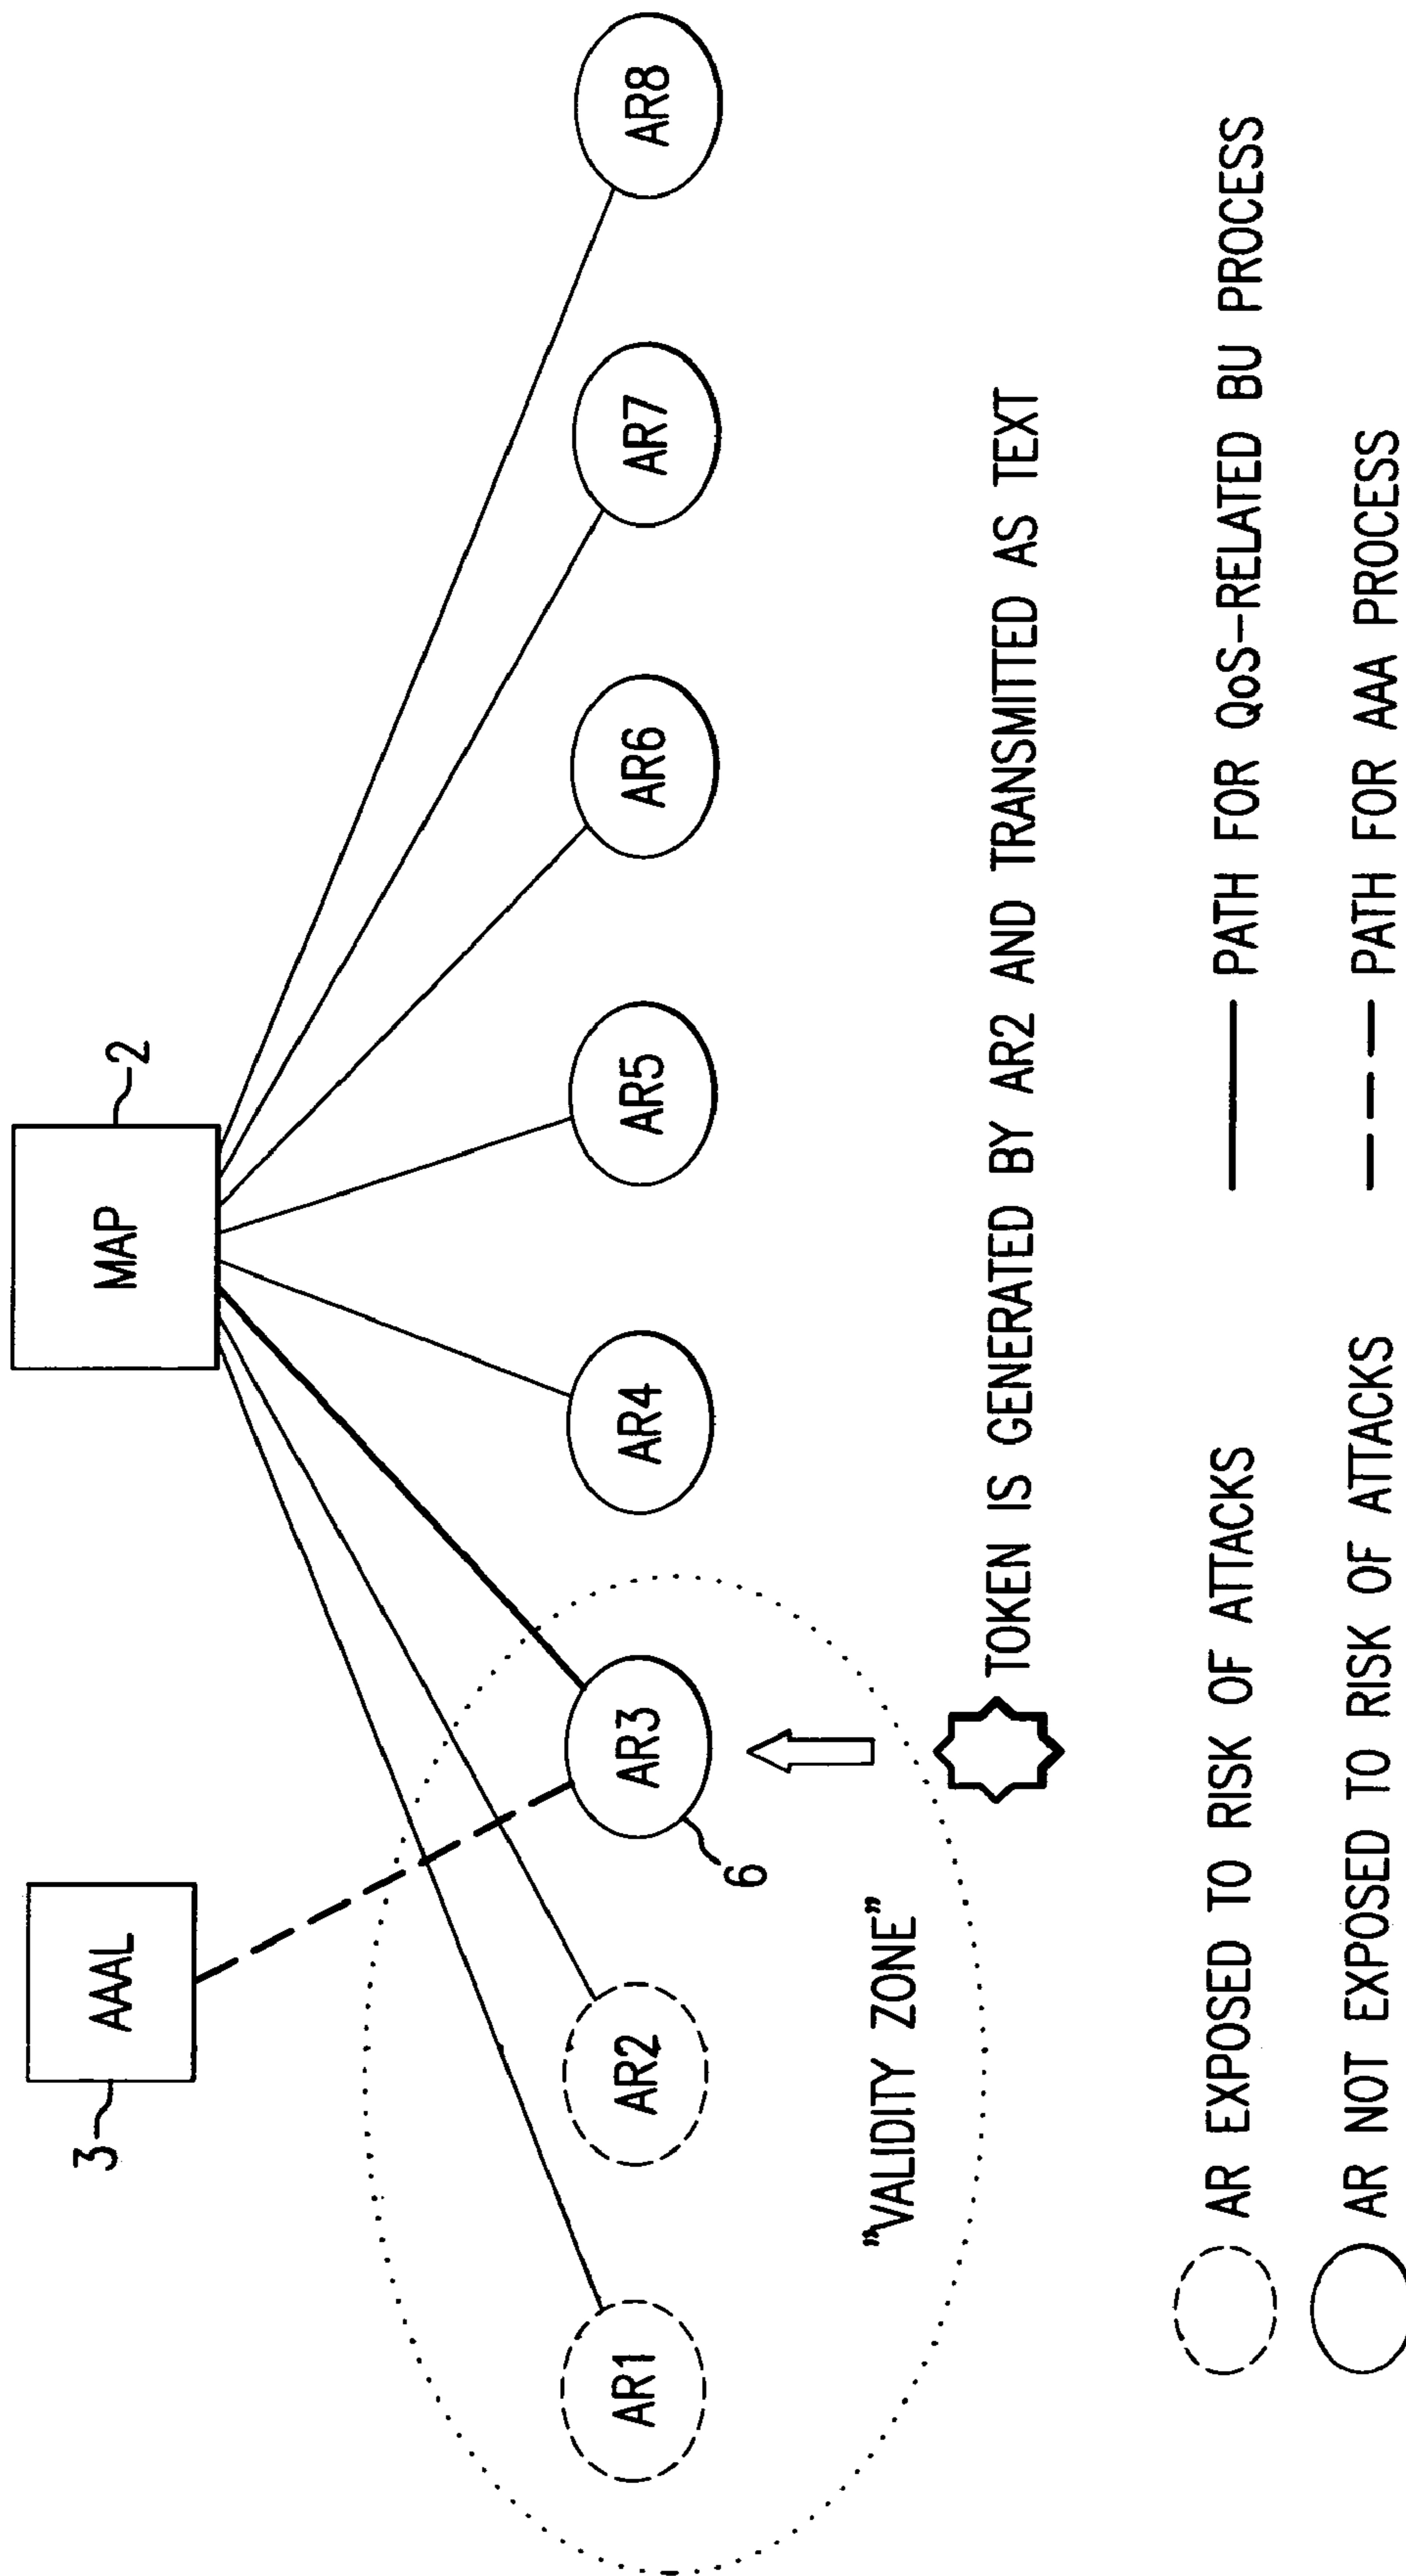 3
AAAL
MAP
2
AR1
AR2
AR3
AR4
AR5
AR6
AR7
AR8
6
"VALIDITY ZONE"
TOKEN IS GENERATED BY AR2 AND TRANSMITTED AS TEXT
AR EXPOSED TO RISK OF ATTACKS
PATH FOR QoS-RELATED BU PROCESS
AR NOT EXPOSED TO RISK OF ATTACKS
PATH FOR AAA PROCESS